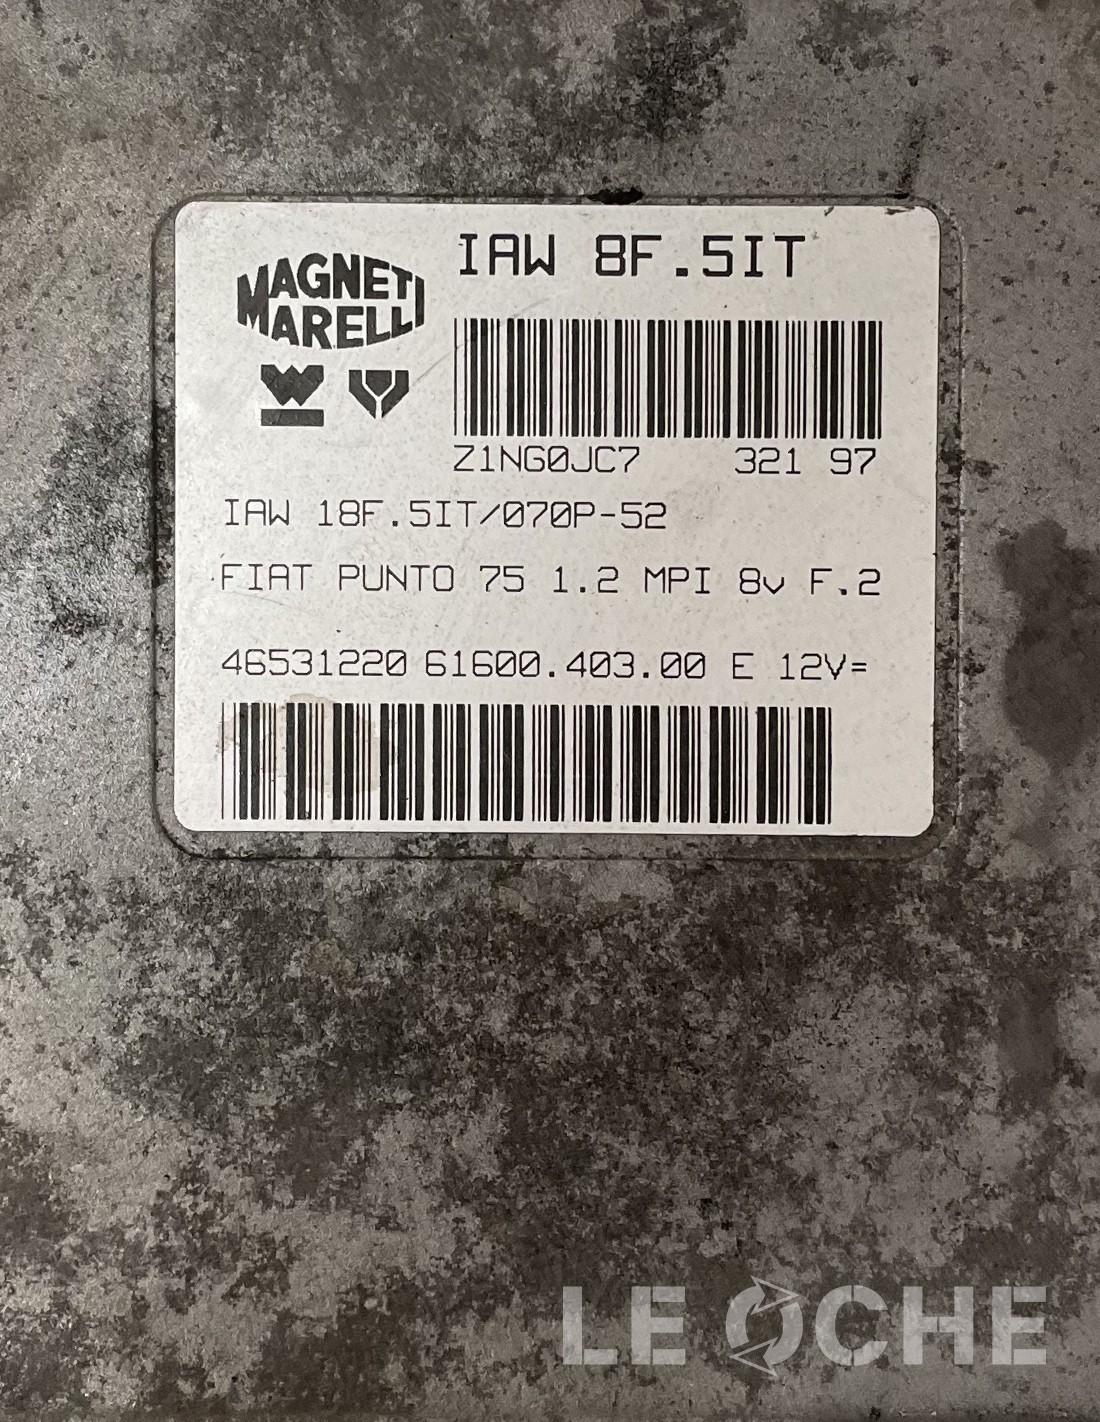 MAGNETI
MARELLI
IAW 8F.5IT
Z1NG0JC7 321 97
IAW 18F.5IT/070P-52
FIAT PUNTO 75 1.2 MPI 8v F.2
46531220 61600.403.00 E 12V=
LE OCHE